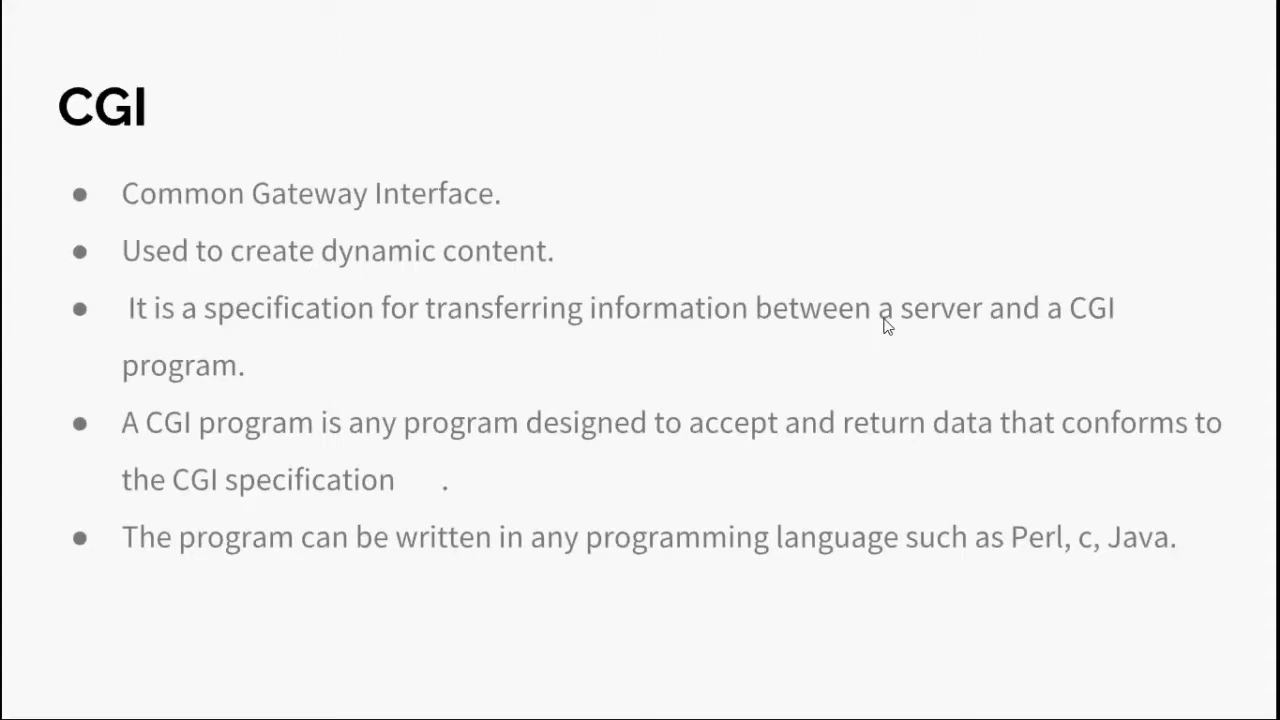 CGI
● Common Gateway Interface.
● Used to create dynamic content.
● It is a specification for transferring information between a server and a CGI
program.
● A CGI program is any program designed to accept and return data that conforms to
the CGI specification .
● The program can be written in any programming language such as Perl, c, Java.